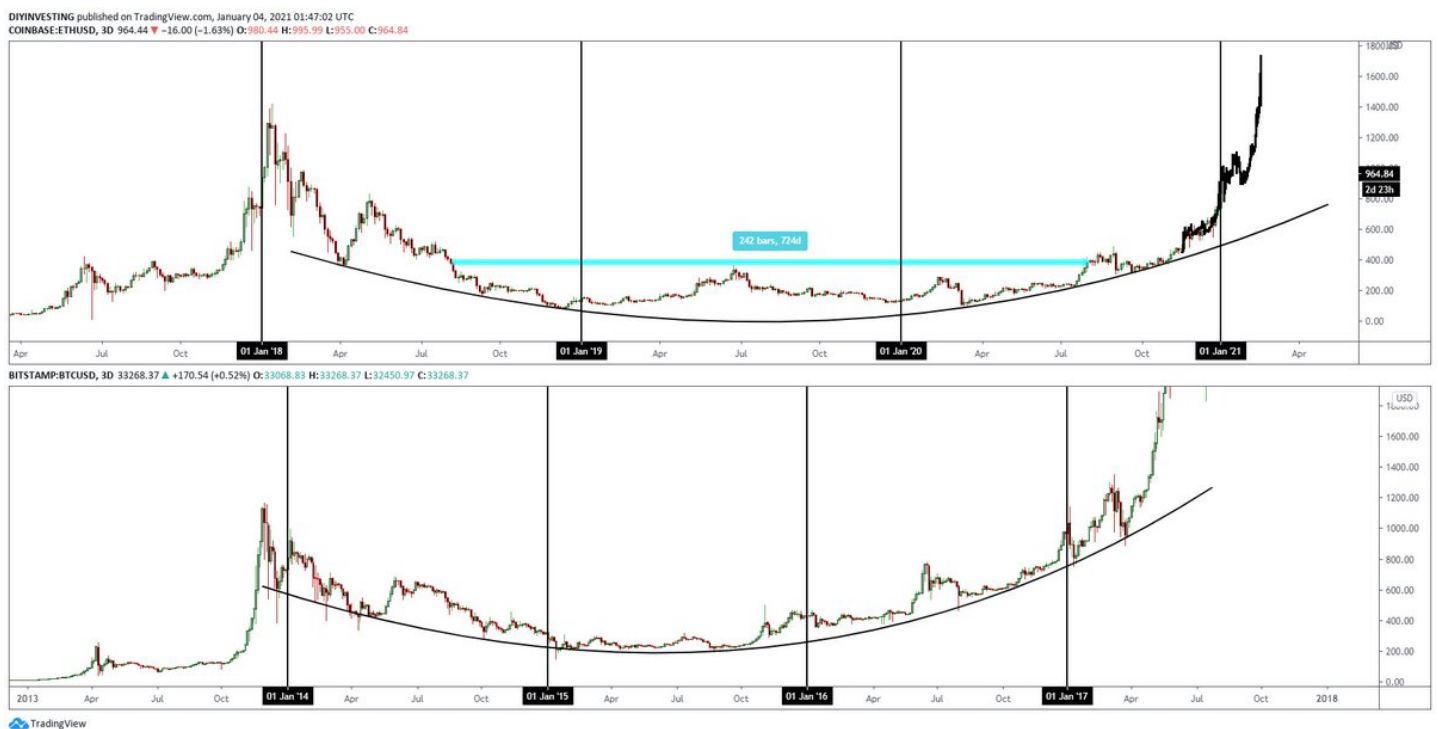 DIYINVESTING published on TradingView.com, January 04, 2021 01:47:02 UTC
COINBASE:ETHUSD, 3D 964.44 ▼ −16.00 (−1.63%) O:980.44 H:995.99 L:955.00 C:964.84
1800.00 USD
1600.00
1400.00
1200.00
964.84
2d 23h
800.00
600.00
242 bars, 724d
400.00
200.00
0.00
Apr Jul Oct 01 Jan '18 Apr Jul Oct 01 Jan '19 Apr Jul Oct 01 Jan '20 Apr Jul Oct 01 Jan '21 Apr
BITSTAMP:BTCUSD, 3D 33268.37 ▲ +170.54 (+0.52%) O:33068.83 H:33268.37 L:32450.97 C:33268.37
USD
1600.00
1400.00
1200.00
1000.00
800.00
600.00
400.00
200.00
0.00
2013 Apr Jul Oct 01 Jan '14 Apr Jul Oct 01 Jan '15 Apr Jul Oct 01 Jan '16 Apr Jul Oct 01 Jan '17 Apr Jul Oct 2018
TradingView